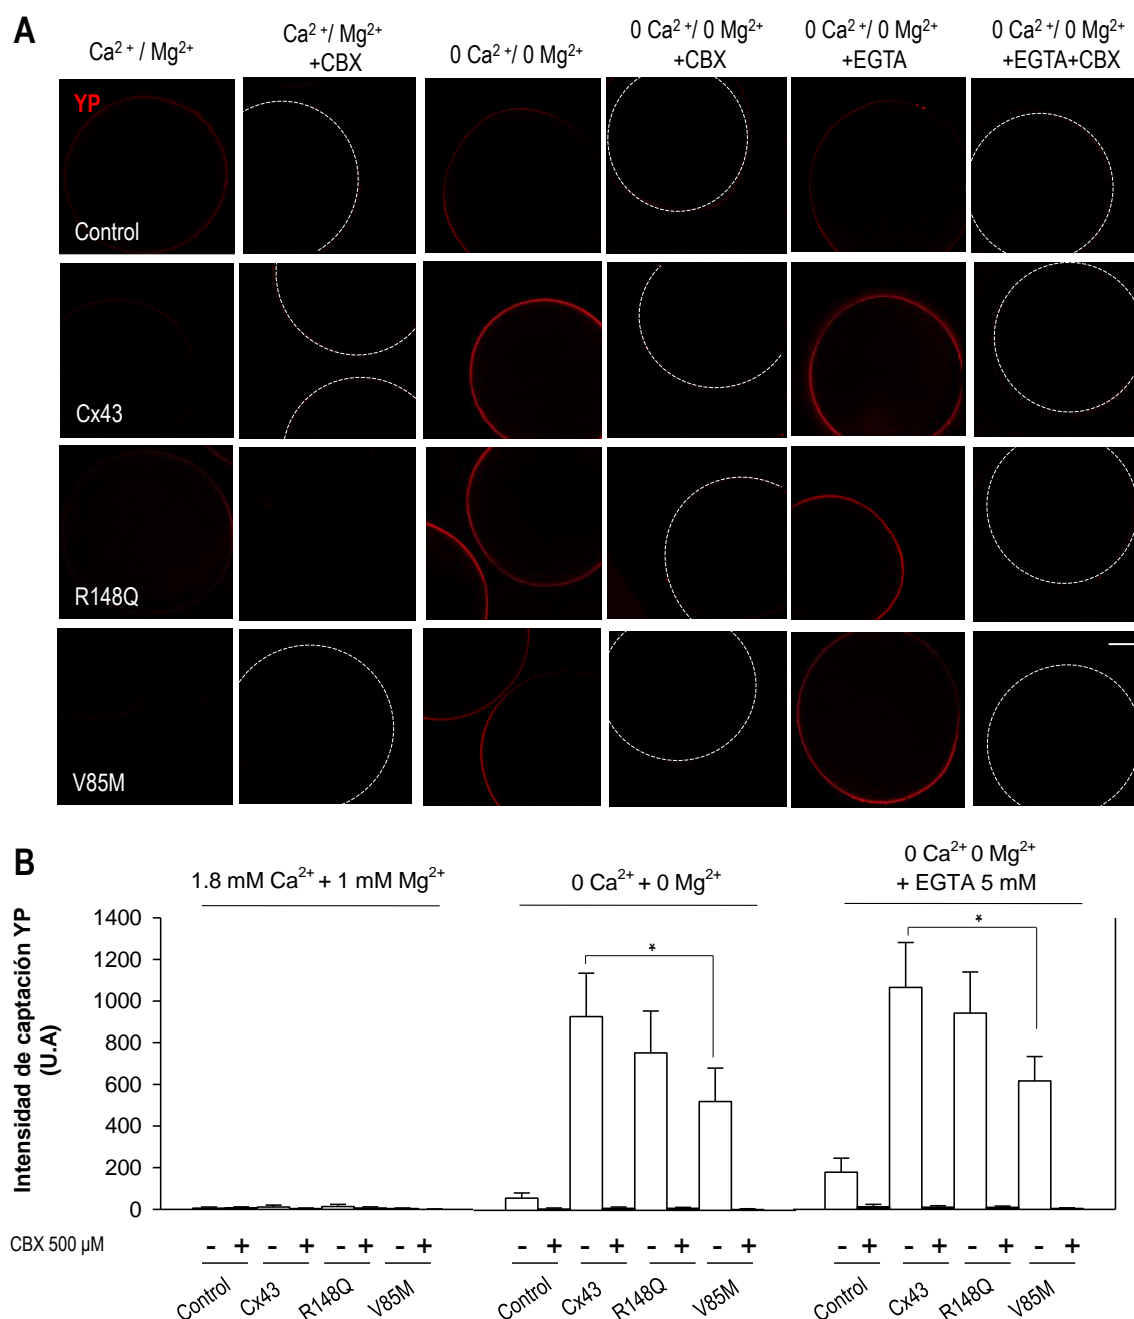 A
Ca²⁺/ Mg²⁺
Ca²⁺/ Mg²⁺
+CBX
0 Ca²⁺/ 0 Mg²⁺
0 Ca²⁺/ 0 Mg²⁺
+CBX
0 Ca²⁺/ 0 Mg²⁺
+EGTA
0 Ca²⁺/ 0 Mg²⁺
+EGTA+CBX
YP
Control
Cx43
R148Q
V85M
B
1.8 mM Ca²⁺ + 1 mM Mg²⁺
0 Ca²⁺ + 0 Mg²⁺
0 Ca²⁺ 0 Mg²⁺
+ EGTA 5 mM
Intensidad de captación YP
(U.A)
1400
1200
1000
800
600
400
200
0
*
*
CBX 500 µM
- + - + - + - + - + - + - + - + - + - + - + - +
Control Cx43 R148Q V85M Control Cx43 R148Q V85M Control Cx43 R148Q V85M